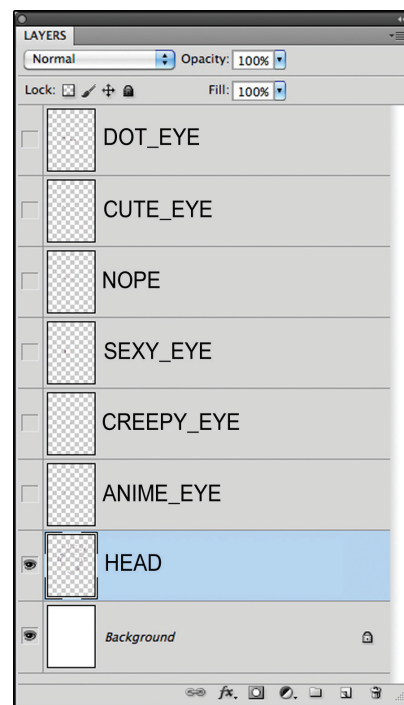 LAYERS
Normal Opacity: 100%
Lock: Fill: 100%
DOT_EYE
CUTE_EYE
NOPE
SEXY_EYE
CREEPY_EYE
ANIME_EYE
HEAD
Background
fx.